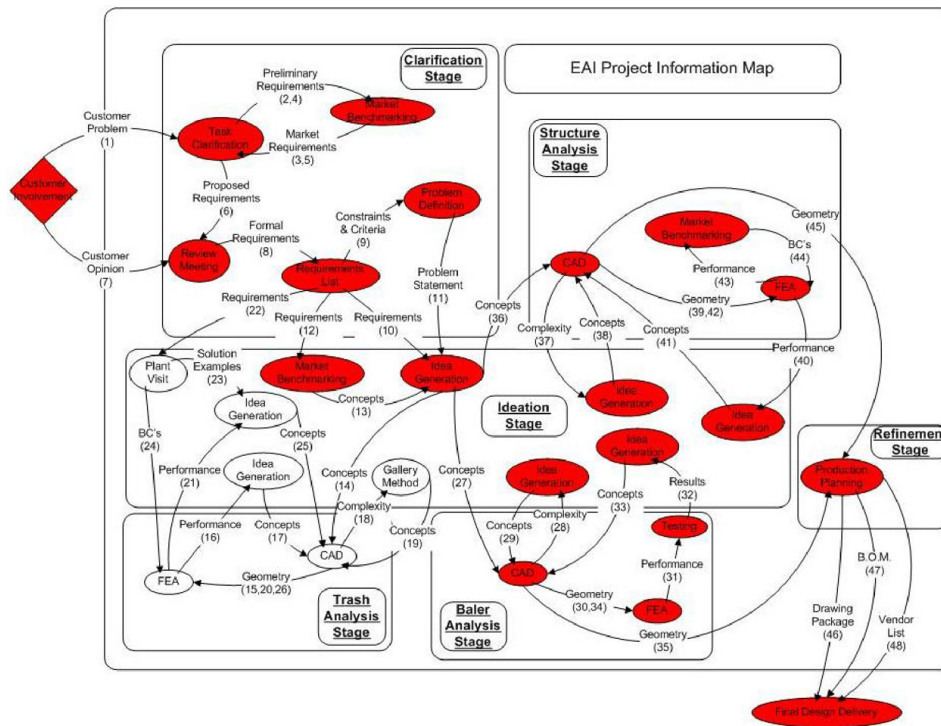 EAI Project Information Map
Clarification
Stage
Preliminary
Requirements
(2,4)
Market
Benchmarking
Customer
Problem
(1)
Task
Clarification
Market
Requirements
(3,5)
Customer
Involvement
Proposed
Requirements
(6)
Problem
Definition
Formal
Requirements
(8)
Constraints
& Criteria
(9)
Customer
Opinion
(7)
Review
Meeting
Requirements
List
Problem
Statement
(11)
Requirements
(22)
Requirements
(12)
Requirements
(10)
Concepts
(36)
Structure
Analysis
Stage
Geometry
(45)
Market
Benchmarking
BC's
(44)
CAD
Performance
(43)
FEA
Geometry
(39,42)
Complexity
(37)
Concepts
(38)
Concepts
(41)
Performance
(40)
Plant
Visit
Solution
Examples
(23)
Market
Benchmarking
Idea
Generation
Concepts
(13)
Idea
Generation
Ideation
Stage
Idea
Generation
Idea
Generation
BC's
(24)
Concepts
(25)
Idea
Generation
Refinement
Stage
Performance
(21)
Idea
Generation
Concepts
(14)
Gallery
Method
Concepts
(27)
Idea
Generation
Results
(32)
Production
Planning
Complexity
(18)
Concepts
(33)
Performance
(16)
Concepts
(17)
Concepts
(19)
Concepts
(29)
Complexity
(28)
Testing
CAD
FEA
Geometry
(15,20,26)
CAD
Performance
(31)
B.O.M.
(47)
Trash
Analysis
Stage
Baler
Analysis
Stage
Geometry
(30,34)
FEA
Geometry
(35)
Drawing
Package
(46)
Vendor
List
(48)
Final Design Delivery